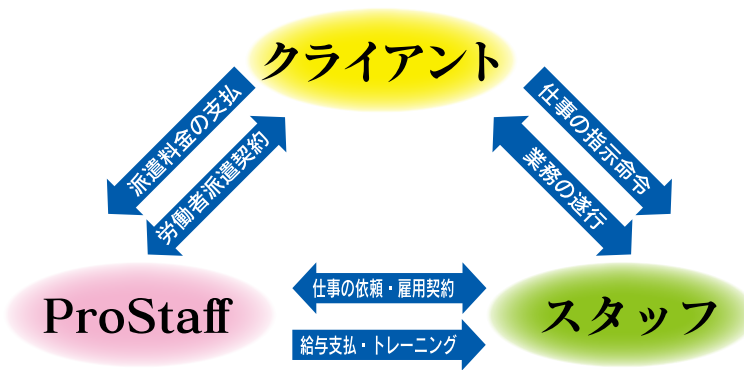 クライアント
派遣料金の支払
労働者派遣契約
仕事の指示命令
業務の遂行
ProStaff
仕事の依頼・雇用契約
給与支払・トレーニング
スタッフ